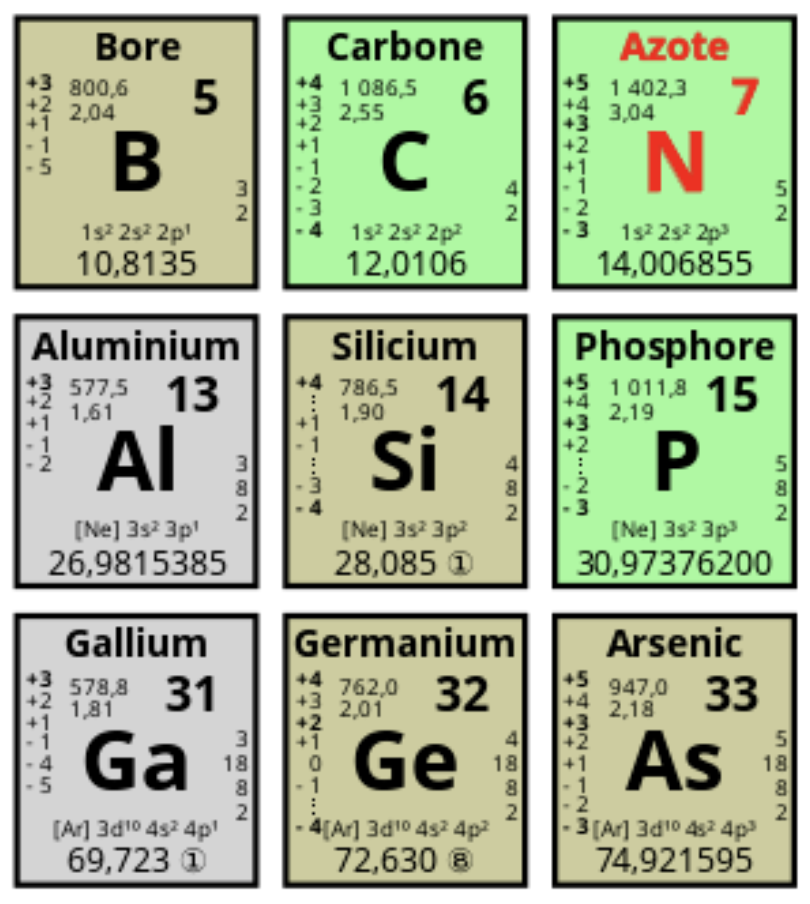 Bore
+3 800,6 5
+2 2,04
+1
- 1 B
- 5
3
2
1s² 2s² 2p¹
10,8135
Carbone
+4 1 086,5 6
+3 2,55
+2
+1 C
- 1
- 2 4
- 3 2
- 4 1s² 2s² 2p²
12,0106
Azote
+5 1 402,3 7
+4 3,04
+3
+2 N
+1
- 1 5
- 2 2
- 3 1s² 2s² 2p³
14,006855
Aluminium
+3 577,5 13
+2 1,61
+1
- 1 Al
- 2 3
8
2
[Ne] 3s² 3p¹
26,9815385
Silicium
+4 786,5 14
⋮ 1,90
+1
- 1 Si
⋮ 4
- 3 8
- 4 2
[Ne] 3s² 3p²
28,085 ①
Phosphore
+5 1 011,8 15
+4 2,19
+3
+2 P
⋮ 5
- 2 8
- 3 2
[Ne] 3s² 3p³
30,97376200
Gallium
+3 578,8 31
+2 1,81
+1
- 1 Ga 3
- 4 18
- 5 8
2
[Ar] 3d¹⁰ 4s² 4p¹
69,723 ①
Germanium
+4 762,0 32
+3 2,01
+2
+1 Ge 4
0 18
- 1 8
⋮ 2
- 4 [Ar] 3d¹⁰ 4s² 4p²
72,630 ⑧
Arsenic
+5 947,0 33
+4 2,18
+3
+2 As 5
+1 18
- 1 8
- 2 2
- 3 [Ar] 3d¹⁰ 4s² 4p³
74,921595